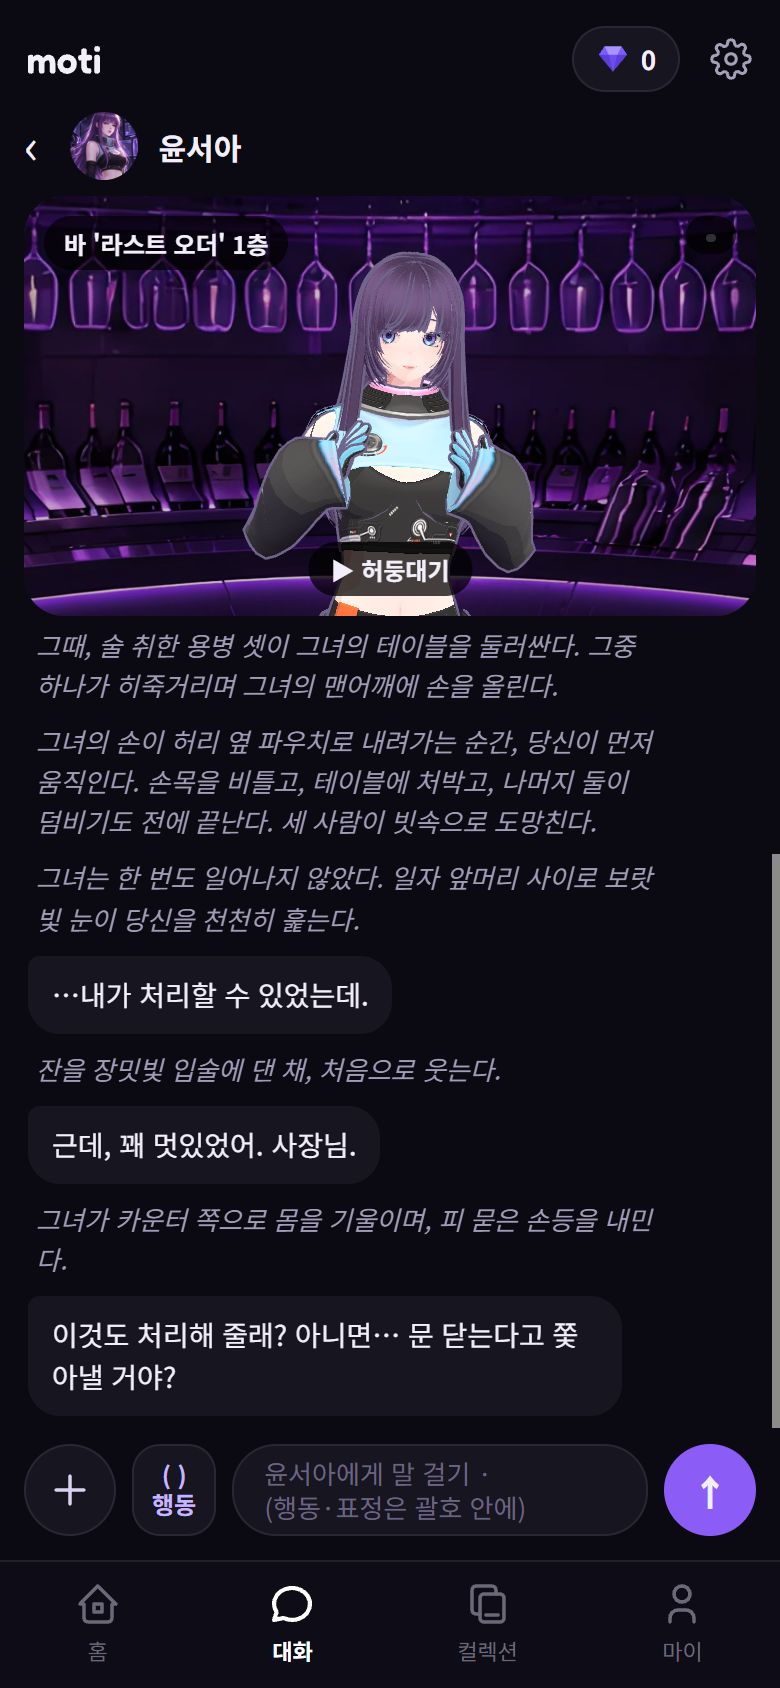 moti
0
윤서아
바 '라스트 오더' 1층
▶ 허둥대기
그때, 술 취한 용병 셋이 그녀의 테이블을 둘러싼다. 그중
하나가 히죽거리며 그녀의 맨어깨에 손을 올린다.
그녀의 손이 허리 옆 파우치로 내려가는 순간, 당신이 먼저
움직인다. 손목을 비틀고, 테이블에 처박고, 나머지 둘이
덤비기도 전에 끝난다. 세 사람이 빗속으로 도망친다.
그녀는 한 번도 일어나지 않았다. 일자 앞머리 사이로 보랏
빛 눈이 당신을 천천히 훑는다.
…내가 처리할 수 있었는데.
잔을 장밋빛 입술에 댄 채, 처음으로 웃는다.
근데, 꽤 멋있었어. 사장님.
그녀가 카운터 쪽으로 몸을 기울이며, 피 묻은 손등을 내민
다.
이것도 처리해 줄래? 아니면… 문 닫는다고 쫓
아낼 거야?
( )
행동
윤서아에게 말 걸기 ·
(행동·표정은 괄호 안에)
홈
대화
컬렉션
마이